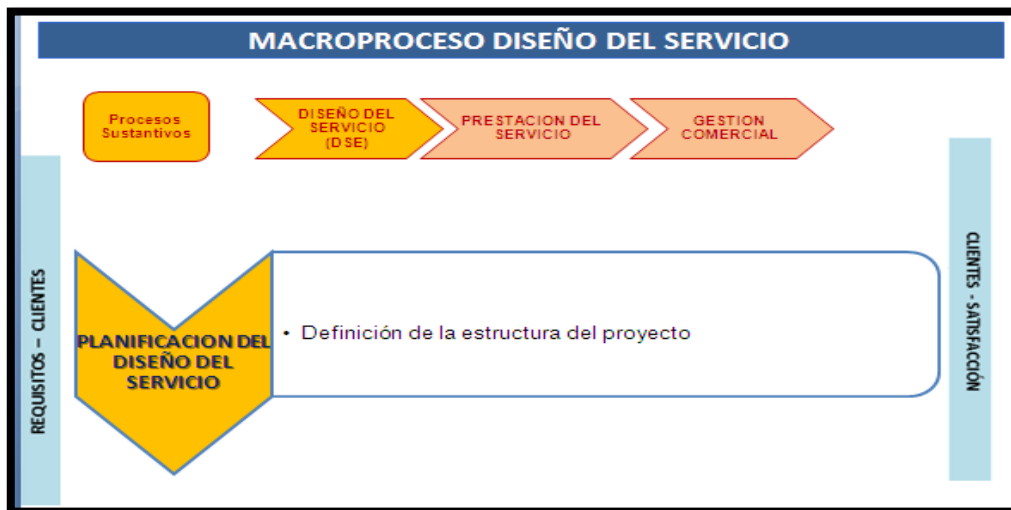 MACROPROCESO DISEÑO DEL SERVICIO
Procesos
Sustantivos
DISEÑO DEL
SERVICIO
(DSE)
PRESTACION DEL
SERVICIO
GESTION
COMERCIAL
REQUISITOS – CLIENTES
PLANIFICACION DEL
DISEÑO DEL
SERVICIO
• Definición de la estructura del proyecto
CLIENTES - SATISFACCIÓN